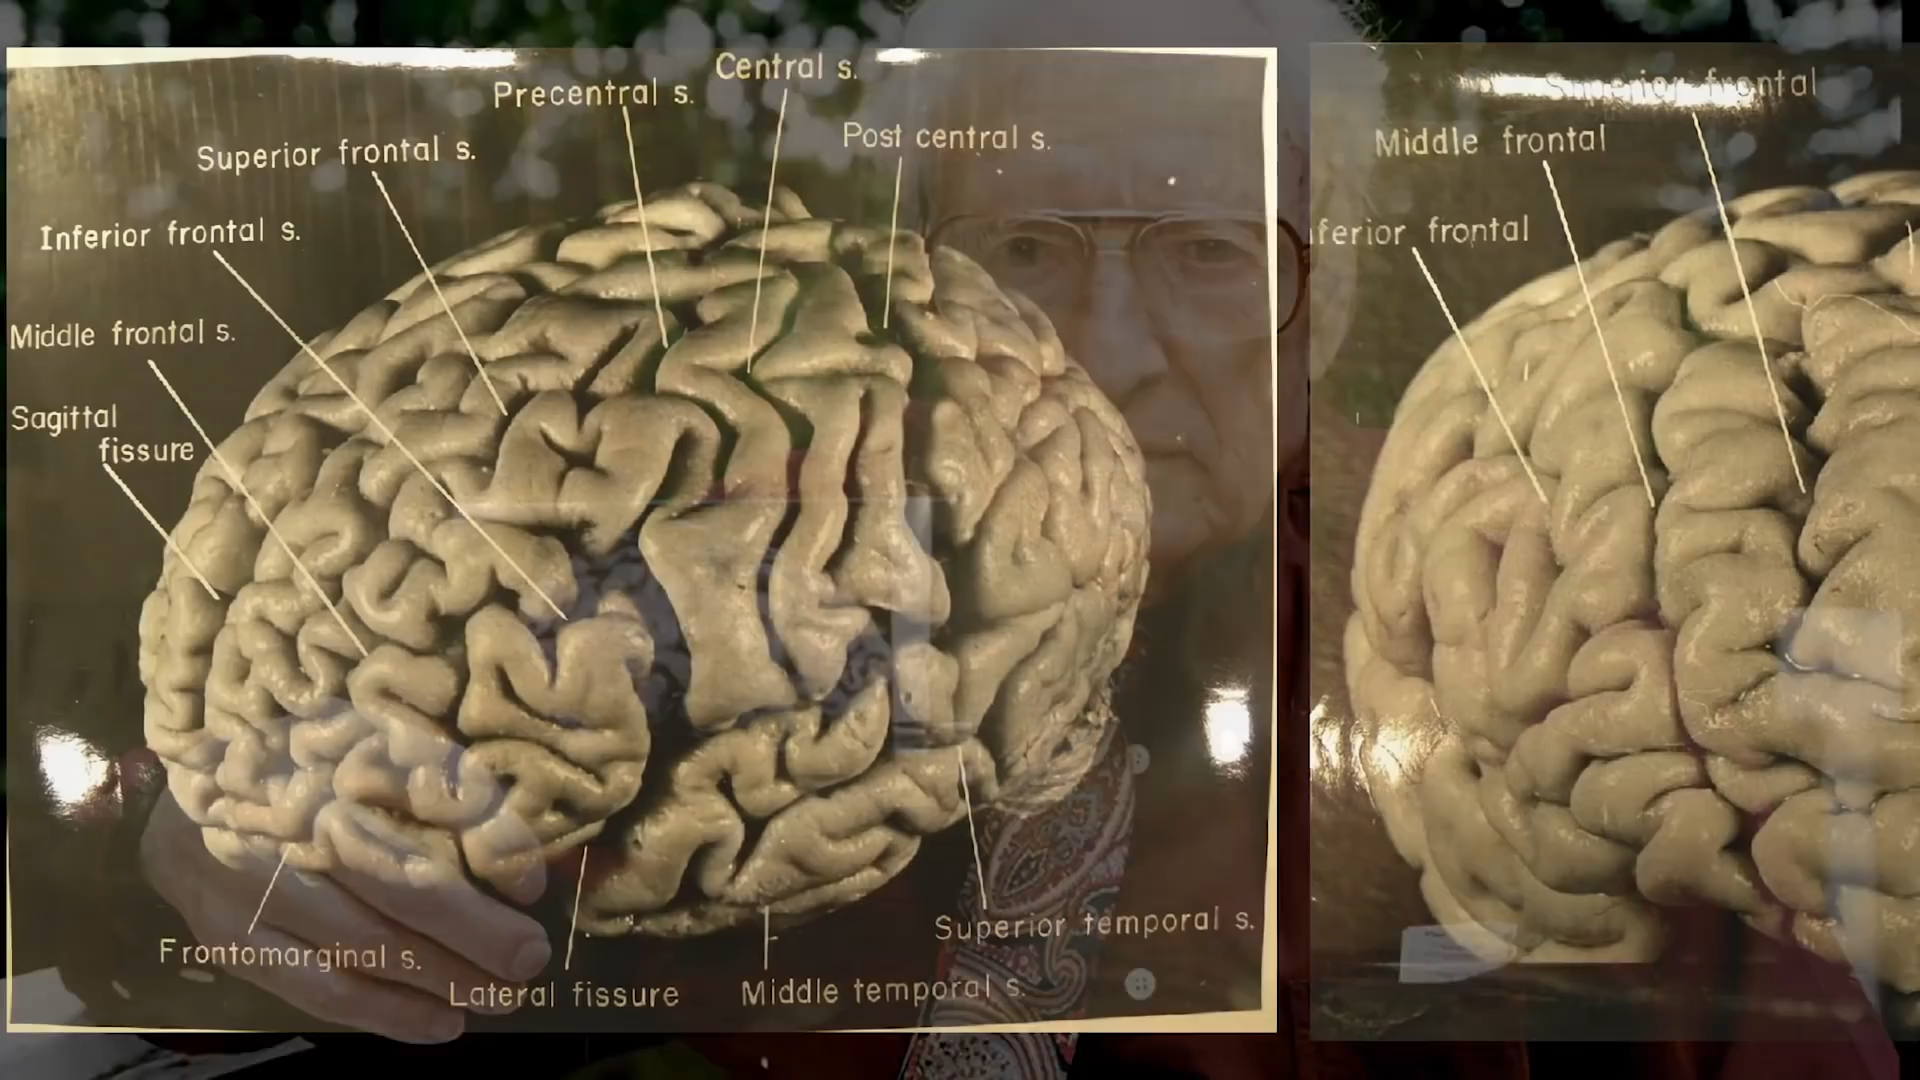 Central s.
Precentral s.
Post central s.
Superior frontal s.
Inferior frontal s.
Middle frontal s.
Sagittal
fissure
Frontomarginal s.
Lateral fissure
Middle temporal s.
Superior temporal s.
Superior frontal
Middle frontal
ferior frontal